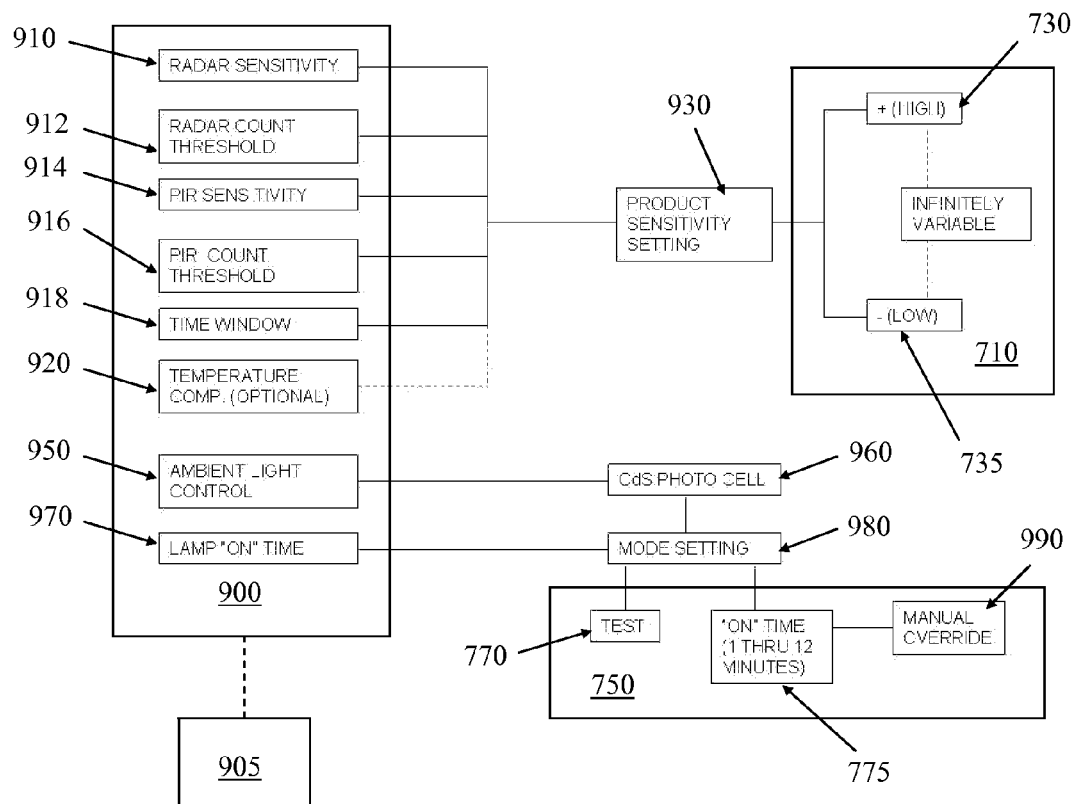 910
RADAR SENSITIVITY
912
RADAR COUNT
THRESHOLD
914
PIR SENSITIVITY
916
PIR COUNT
THRESHOLD
918
TIME WINDOW
920
TEMPERATURE
COMP. (OPTIONAL)
950
AMBIENT LIGHT
CONTROL
970
LAMP "ON" TIME
900
905
930
PRODUCT
SENSITIVITY
SETTING
730
+ (HIGH)
INFINITELY
VARIABLE
- (LOW)
710
735
CdS PHOTO CELL
960
MODE SETTING
980
990
TEST
770
750
"ON" TIME
(1 THRU 12
MINUTES)
775
MANUAL
OVERRIDE